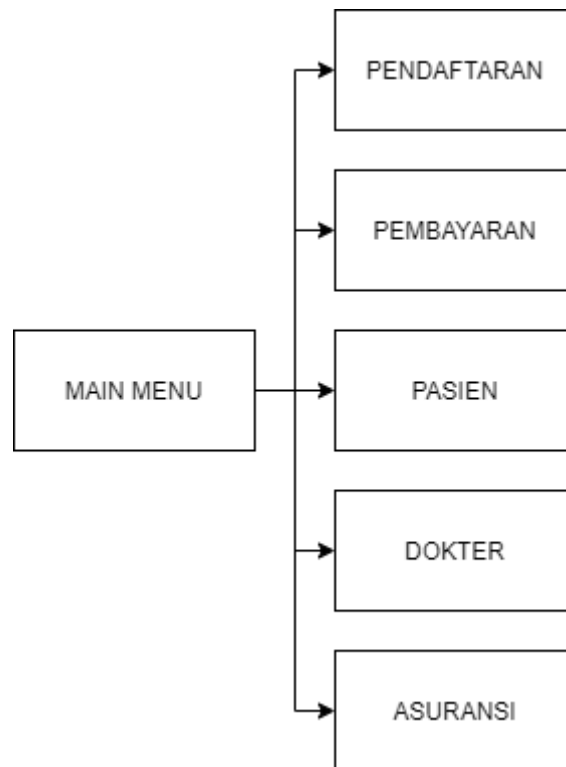 PENDAFTARAN
PEMBAYARAN
MAIN MENU
PASIEN
DOKTER
ASURANSI